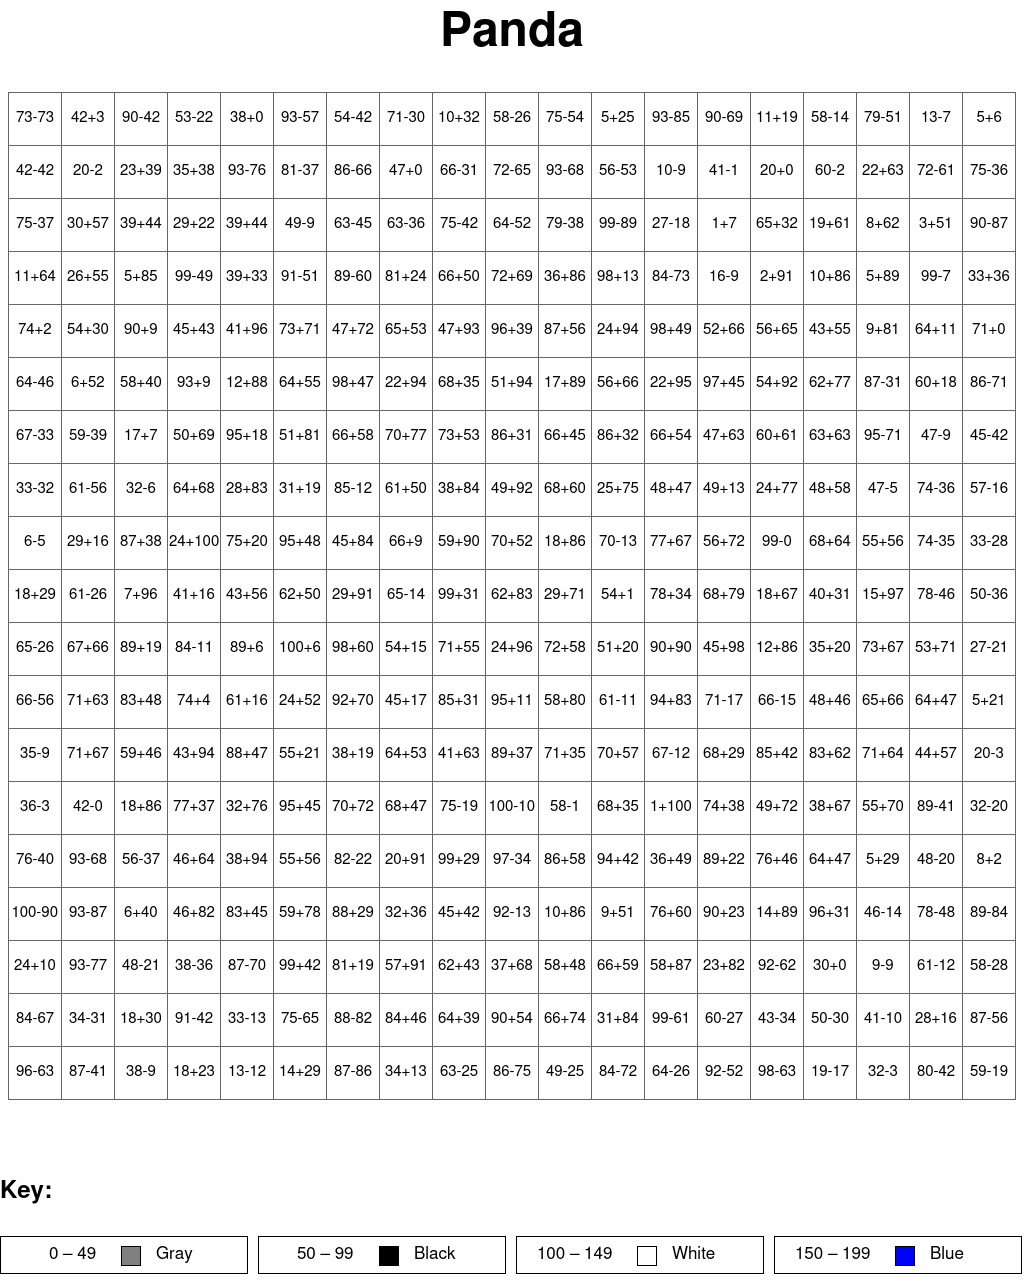 Panda
73-73 42+3 90-42 53-22 38+0 93-57 54-42 71-30 10+32 58-26 75-54 5+25 93-85 90-69 11+19 58-14 79-51 13-7 5+6
42-42 20-2 23+39 35+38 93-76 81-37 86-66 47+0 66-31 72-65 93-68 56-53 10-9 41-1 20+0 60-2 22+63 72-61 75-36
75-37 30+57 39+44 29+22 39+44 49-9 63-45 63-36 75-42 64-52 79-38 99-89 27-18 1+7 65+32 19+61 8+62 3+51 90-87
11+64 26+55 5+85 99-49 39+33 91-51 89-60 81+24 66+50 72+69 36+86 98+13 84-73 16-9 2+91 10+86 5+89 99-7 33+36
74+2 54+30 90+9 45+43 41+96 73+71 47+72 65+53 47+93 96+39 87+56 24+94 98+49 52+66 56+65 43+55 9+81 64+11 71+0
64-46 6+52 58+40 93+9 12+88 64+55 98+47 22+94 68+35 51+94 17+89 56+66 22+95 97+45 54+92 62+77 87-31 60+18 86-71
67-33 59-39 17+7 50+69 95+18 51+81 66+58 70+77 73+53 86+31 66+45 86+32 66+54 47+63 60+61 63+63 95-71 47-9 45-42
33-32 61-56 32-6 64+68 28+83 31+19 85-12 61+50 38+84 49+92 68+60 25+75 48+47 49+13 24+77 48+58 47-5 74-36 57-16
6-5 29+16 87+38 24+100 75+20 95+48 45+84 66+9 59+90 70+52 18+86 70-13 77+67 56+72 99-0 68+64 55+56 74-35 33-28
18+29 61-26 7+96 41+16 43+56 62+50 29+91 65-14 99+31 62+83 29+71 54+1 78+34 68+79 18+67 40+31 15+97 78-46 50-36
65-26 67+66 89+19 84-11 89+6 100+6 98+60 54+15 71+55 24+96 72+58 51+20 90+90 45+98 12+86 35+20 73+67 53+71 27-21
66-56 71+63 83+48 74+4 61+16 24+52 92+70 45+17 85+31 95+11 58+80 61-11 94+83 71-17 66-15 48+46 65+66 64+47 5+21
35-9 71+67 59+46 43+94 88+47 55+21 38+19 64+53 41+63 89+37 71+35 70+57 67-12 68+29 85+42 83+62 71+64 44+57 20-3
36-3 42-0 18+86 77+37 32+76 95+45 70+72 68+47 75-19 100-10 58-1 68+35 1+100 74+38 49+72 38+67 55+70 89-41 32-20
76-40 93-68 56-37 46+64 38+94 55+56 82-22 20+91 99+29 97-34 86+58 94+42 36+49 89+22 76+46 64+47 5+29 48-20 8+2
100-90 93-87 6+40 46+82 83+45 59+78 88+29 32+36 45+42 92-13 10+86 9+51 76+60 90+23 14+89 96+31 46-14 78-48 89-84
24+10 93-77 48-21 38-36 87-70 99+42 81+19 57+91 62+43 37+68 58+48 66+59 58+87 23+82 92-62 30+0 9-9 61-12 58-28
84-67 34-31 18+30 91-42 33-13 75-65 88-82 84+46 64+39 90+54 66+74 31+84 99-61 60-27 43-34 50-30 41-10 28+16 87-56
96-63 87-41 38-9 18+23 13-12 14+29 87-86 34+13 63-25 86-75 49-25 84-72 64-26 92-52 98-63 19-17 32-3 80-42 59-19
Key:
0 – 49 Gray 50 – 99 Black 100 – 149 White 150 – 199 Blue